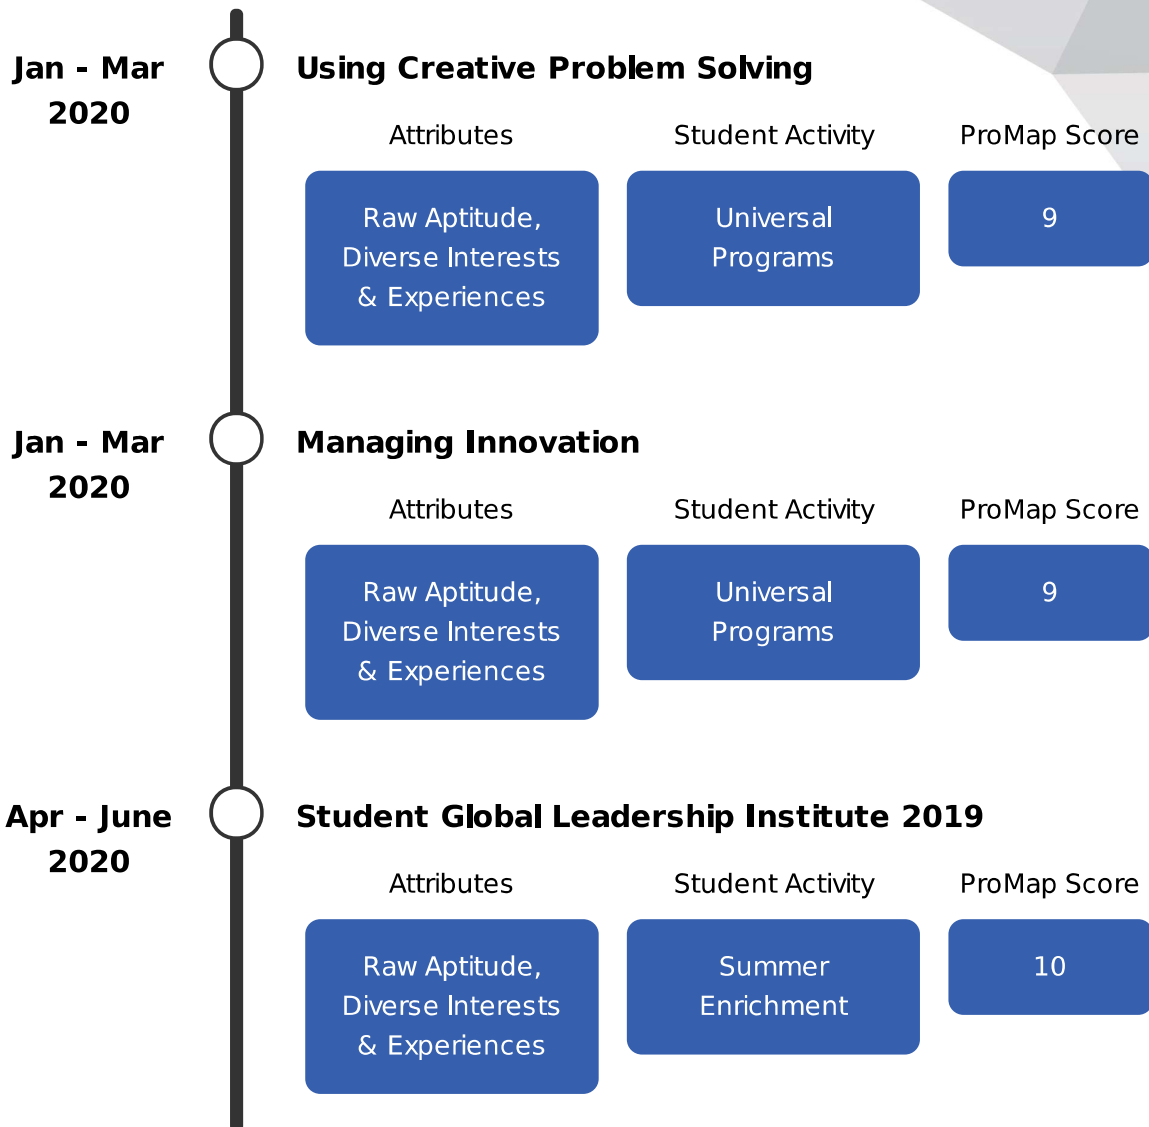 Jan - Mar
2020
Using Creative Problem Solving
Attributes
Student Activity
ProMap Score
Raw Aptitude,
Diverse Interests
& Experiences
Universal
Programs
9
Jan - Mar
2020
Managing Innovation
Attributes
Student Activity
ProMap Score
Raw Aptitude,
Diverse Interests
& Experiences
Universal
Programs
9
Apr - June
2020
Student Global Leadership Institute 2019
Attributes
Student Activity
ProMap Score
Raw Aptitude,
Diverse Interests
& Experiences
Summer
Enrichment
10